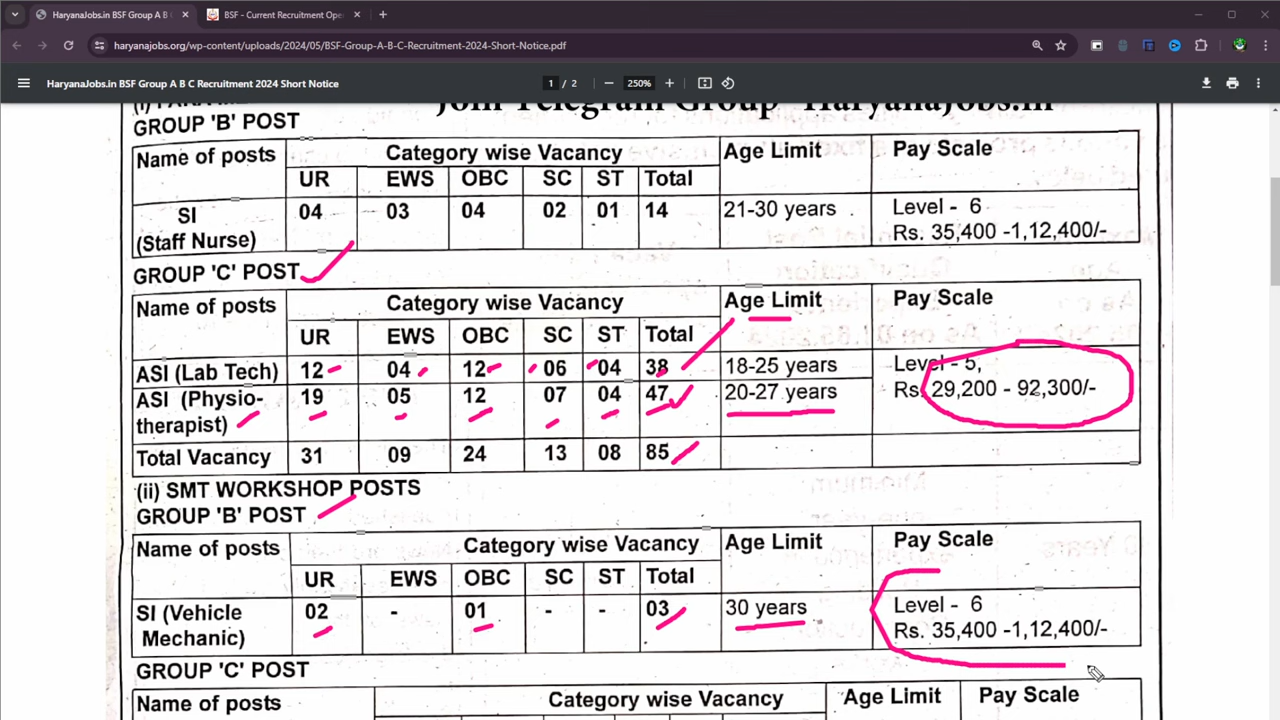 HaryanaJobs.in BSF Group A B C
BSF - Current Recruitment Ope
haryanajobs.org/wp-content/uploads/2024/05/BSF-Group-A-B-C-Recruitment-2024-Short-Notice.pdf
HaryanaJobs.in BSF Group A B C Recruitment 2024 Short Notice
1 / 2
250%
Join Telegram Group - HaryanaJobs.in
GROUP 'B' POST
Name of posts Category wise Vacancy Age Limit Pay Scale
UR EWS OBC SC ST Total
SI (Staff Nurse) 04 03 04 02 01 14 21-30 years Level - 6 Rs. 35,400 -1,12,400/-
GROUP 'C' POST
Name of posts Category wise Vacancy Age Limit Pay Scale
UR EWS OBC SC ST Total
ASI (Lab Tech) 12 04 12 06 04 38 18-25 years Level - 5,
ASI (Physio-therapist) 19 05 12 07 04 47 20-27 years Rs. 29,200 - 92,300/-
Total Vacancy 31 09 24 13 08 85
(ii) SMT WORKSHOP POSTS
GROUP 'B' POST
Name of posts Category wise Vacancy Age Limit Pay Scale
UR EWS OBC SC ST Total
SI (Vehicle Mechanic) 02 - 01 - - 03 30 years Level - 6 Rs. 35,400 -1,12,400/-
GROUP 'C' POST
Name of posts Category wise Vacancy Age Limit Pay Scale